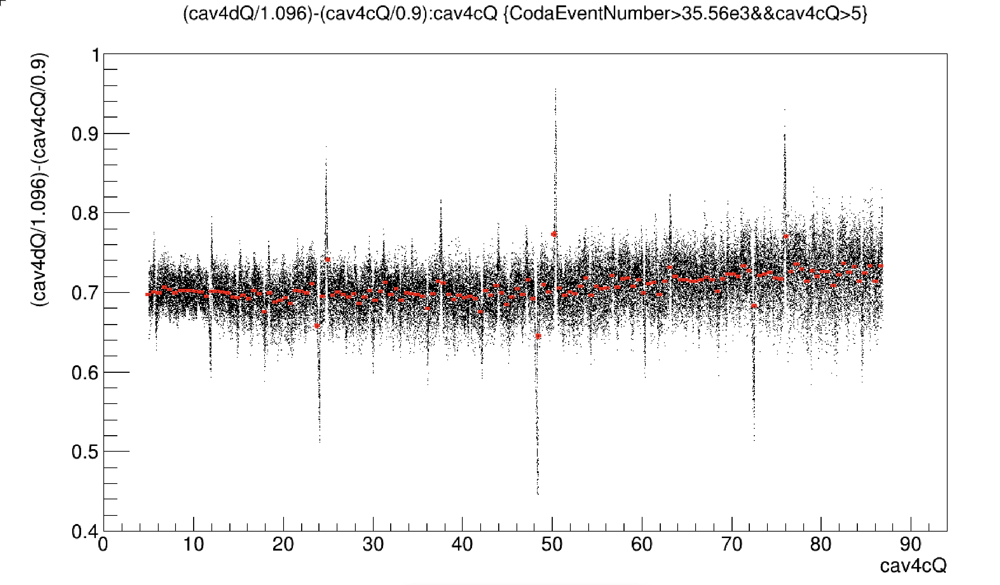 (cav4dQ/1.096)-(cav4cQ/0.9):cav4cQ {CodaEventNumber>35.56e3&&cav4cQ>5}
(cav4dQ/1.096)-(cav4cQ/0.9)
1
0.9
0.8
0.7
0.6
0.5
0.4
0 10 20 30 40 50 60 70 80 90
cav4cQ